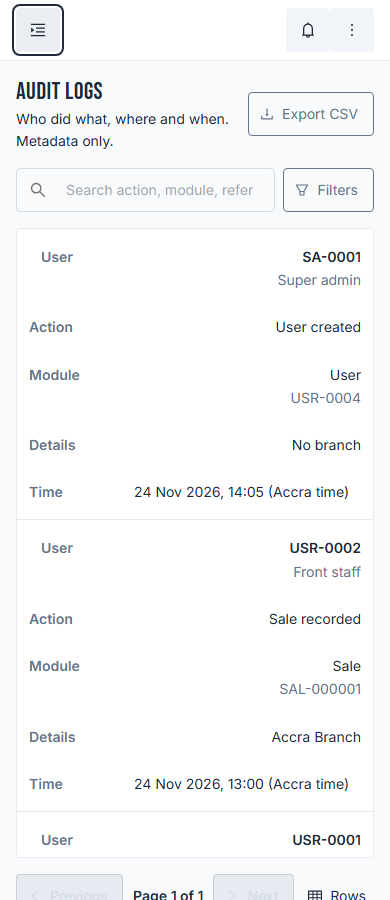 AUDIT LOGS
Who did what, where and when.
Metadata only.
Export CSV
Search action, module, refer
Filters
User SA-0001
Super admin
Action User created
Module User
USR-0004
Details No branch
Time 24 Nov 2026, 14:05 (Accra time)
User USR-0002
Front staff
Action Sale recorded
Module Sale
SAL-000001
Details Accra Branch
Time 24 Nov 2026, 13:00 (Accra time)
User USR-0001
Previous Page 1 of 1 Next Rows